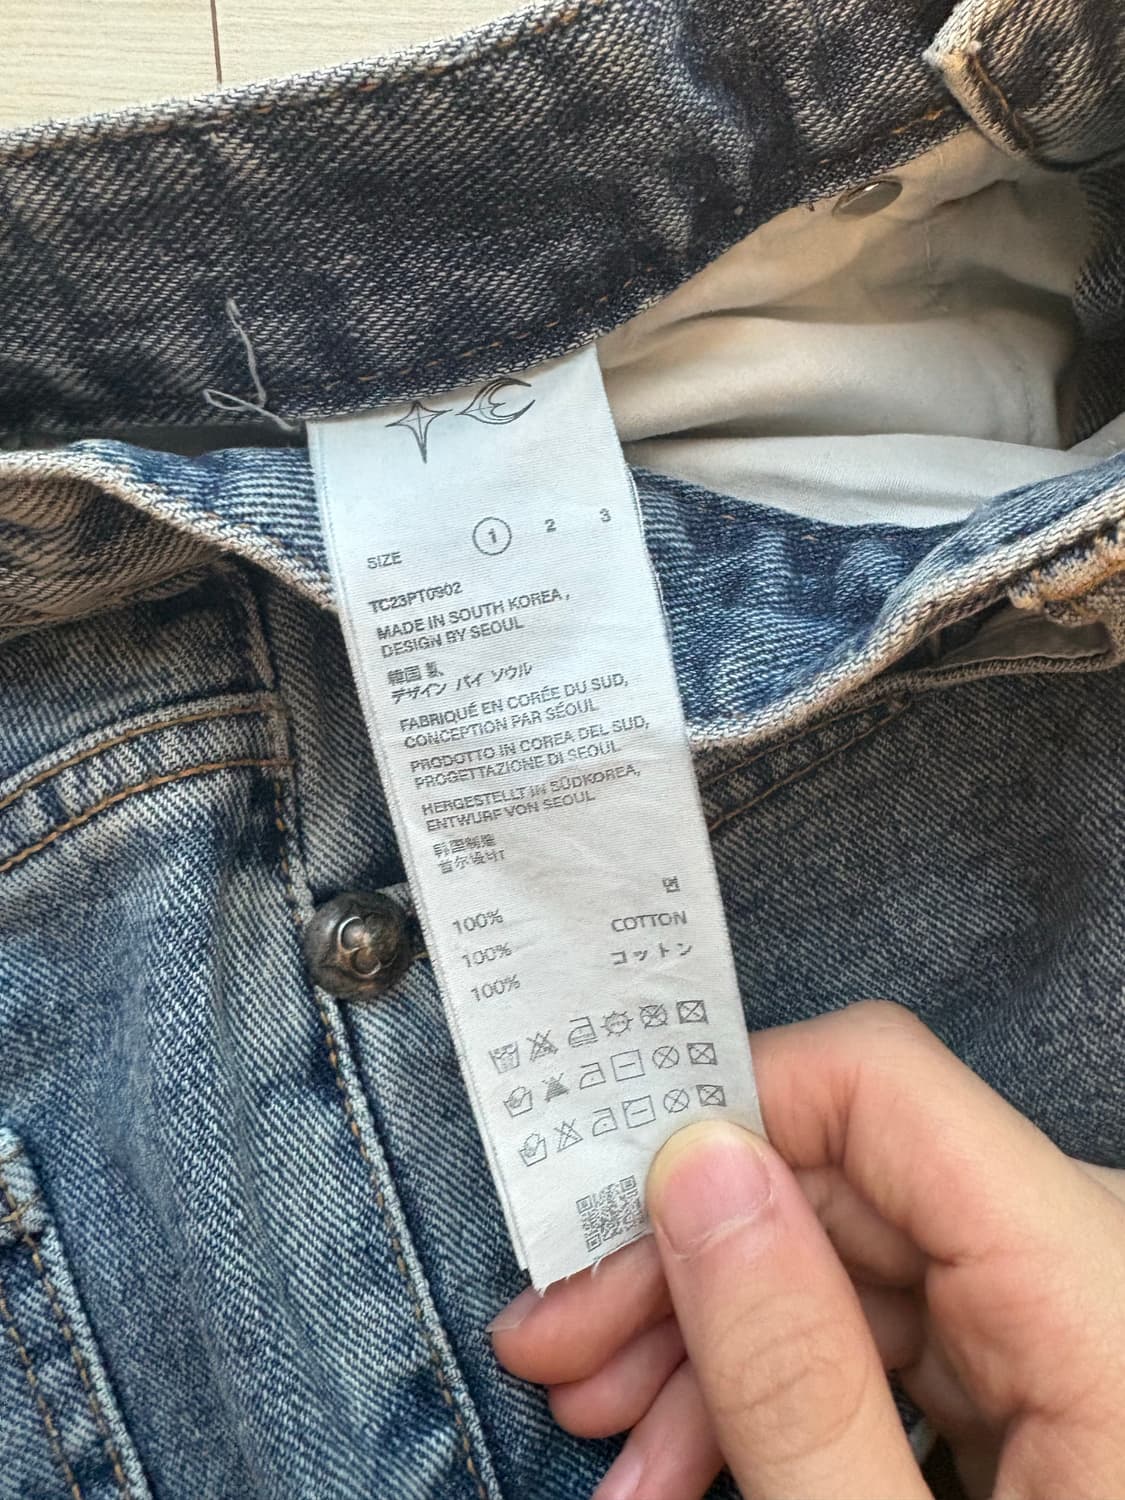 SIZE 1 2 3
TC23PT0902
MADE IN SOUTH KOREA,
DESIGN BY SEOUL
韓国 製、
デザイン バイ ソウル
FABRIQUÉ EN CORÉE DU SUD,
CONCEPTION PAR SÉOUL
PRODOTTO IN COREA DEL SUD,
PROGETTAZIONE DI SEOUL
HERGESTELLT IN SÜDKOREA,
ENTWURF VON SEOUL
韩国制造
首尔设计
면
100% COTTON
100% コットン
100%